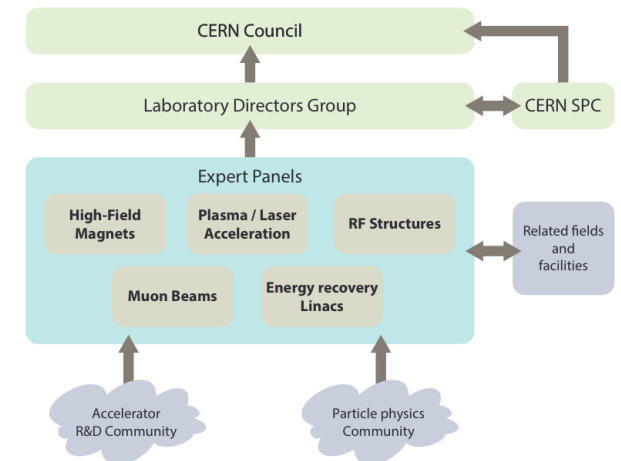 CERN Council
Laboratory Directors Group
CERN SPC
Expert Panels
High-Field
Magnets
Plasma / Laser
Acceleration
RF Structures
Related fields
and
facilities
Muon Beams
Energy recovery
Linacs
Accelerator
R&D Community
Particle physics
Community